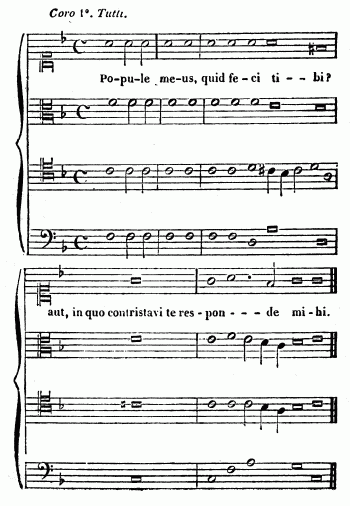 Coro 1º. Tutti.
Po-pu-le me-us, quid fe-ci ti - - bi?
aut, in quo contristavi te res-pon - - - de mi-hi.